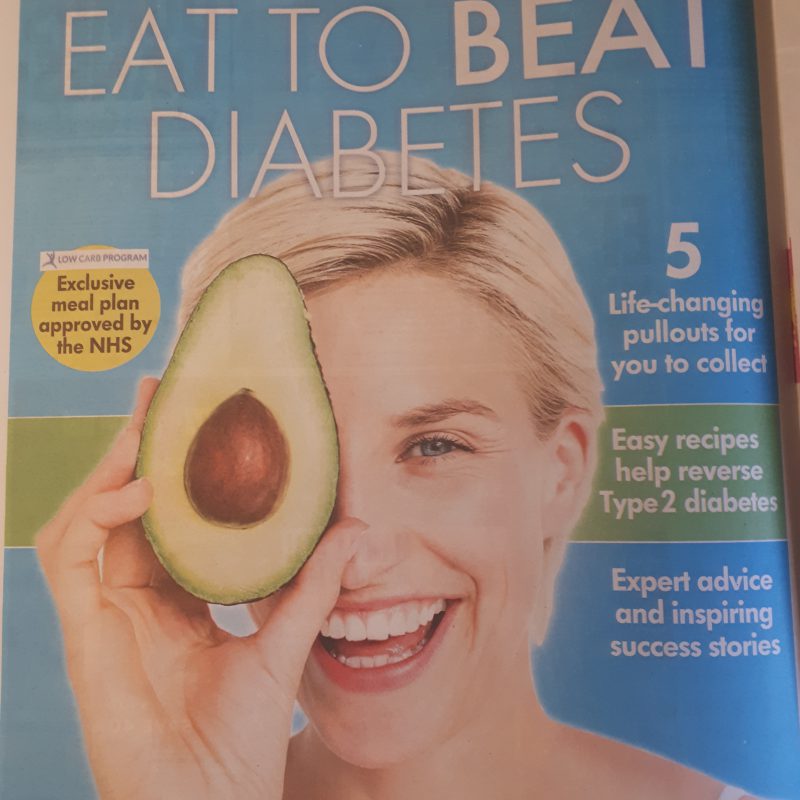 EAT TO BEAT
DIABETES
LOW CARB PROGRAM
Exclusive
meal plan
approved by
the NHS
5
Life-changing
pullouts for
you to collect
Easy recipes
help reverse
Type 2 diabetes
Expert advice
and inspiring
success stories